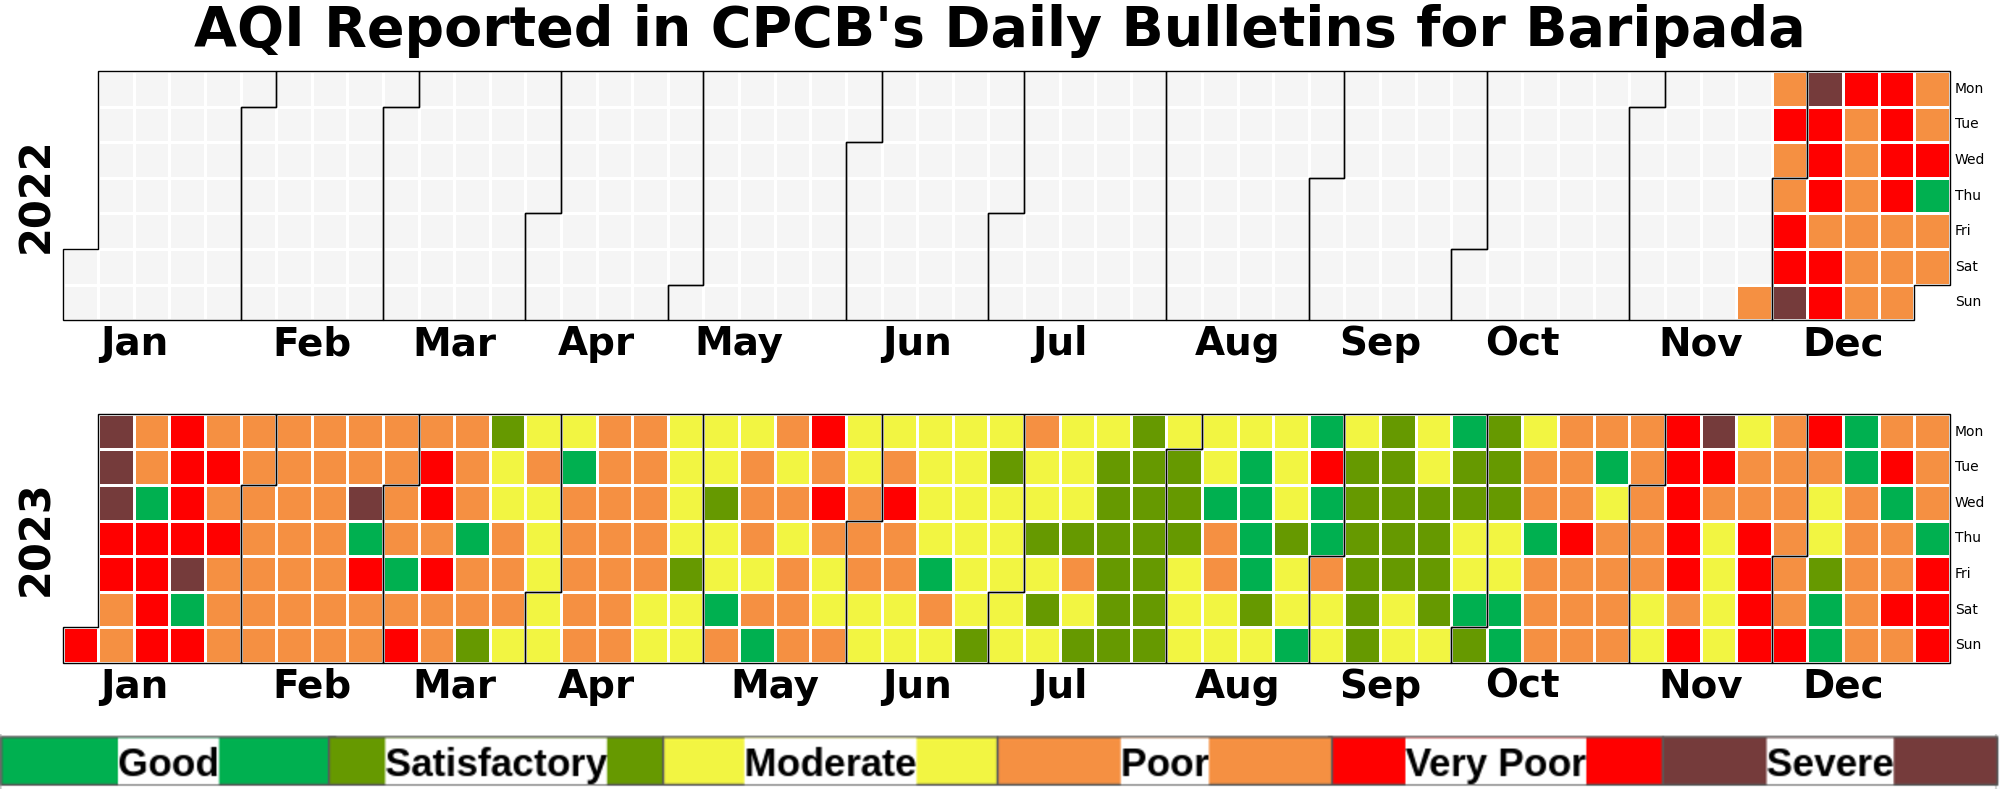 AQI Reported in CPCB's Daily Bulletins for Baripada
2022
Mon
Tue
Wed
Thu
Fri
Sat
Sun
Jan Feb Mar Apr May Jun Jul Aug Sep Oct Nov Dec
2023
Mon
Tue
Wed
Thu
Fri
Sat
Sun
Jan Feb Mar Apr May Jun Jul Aug Sep Oct Nov Dec
Good Satisfactory Moderate Poor Very Poor Severe